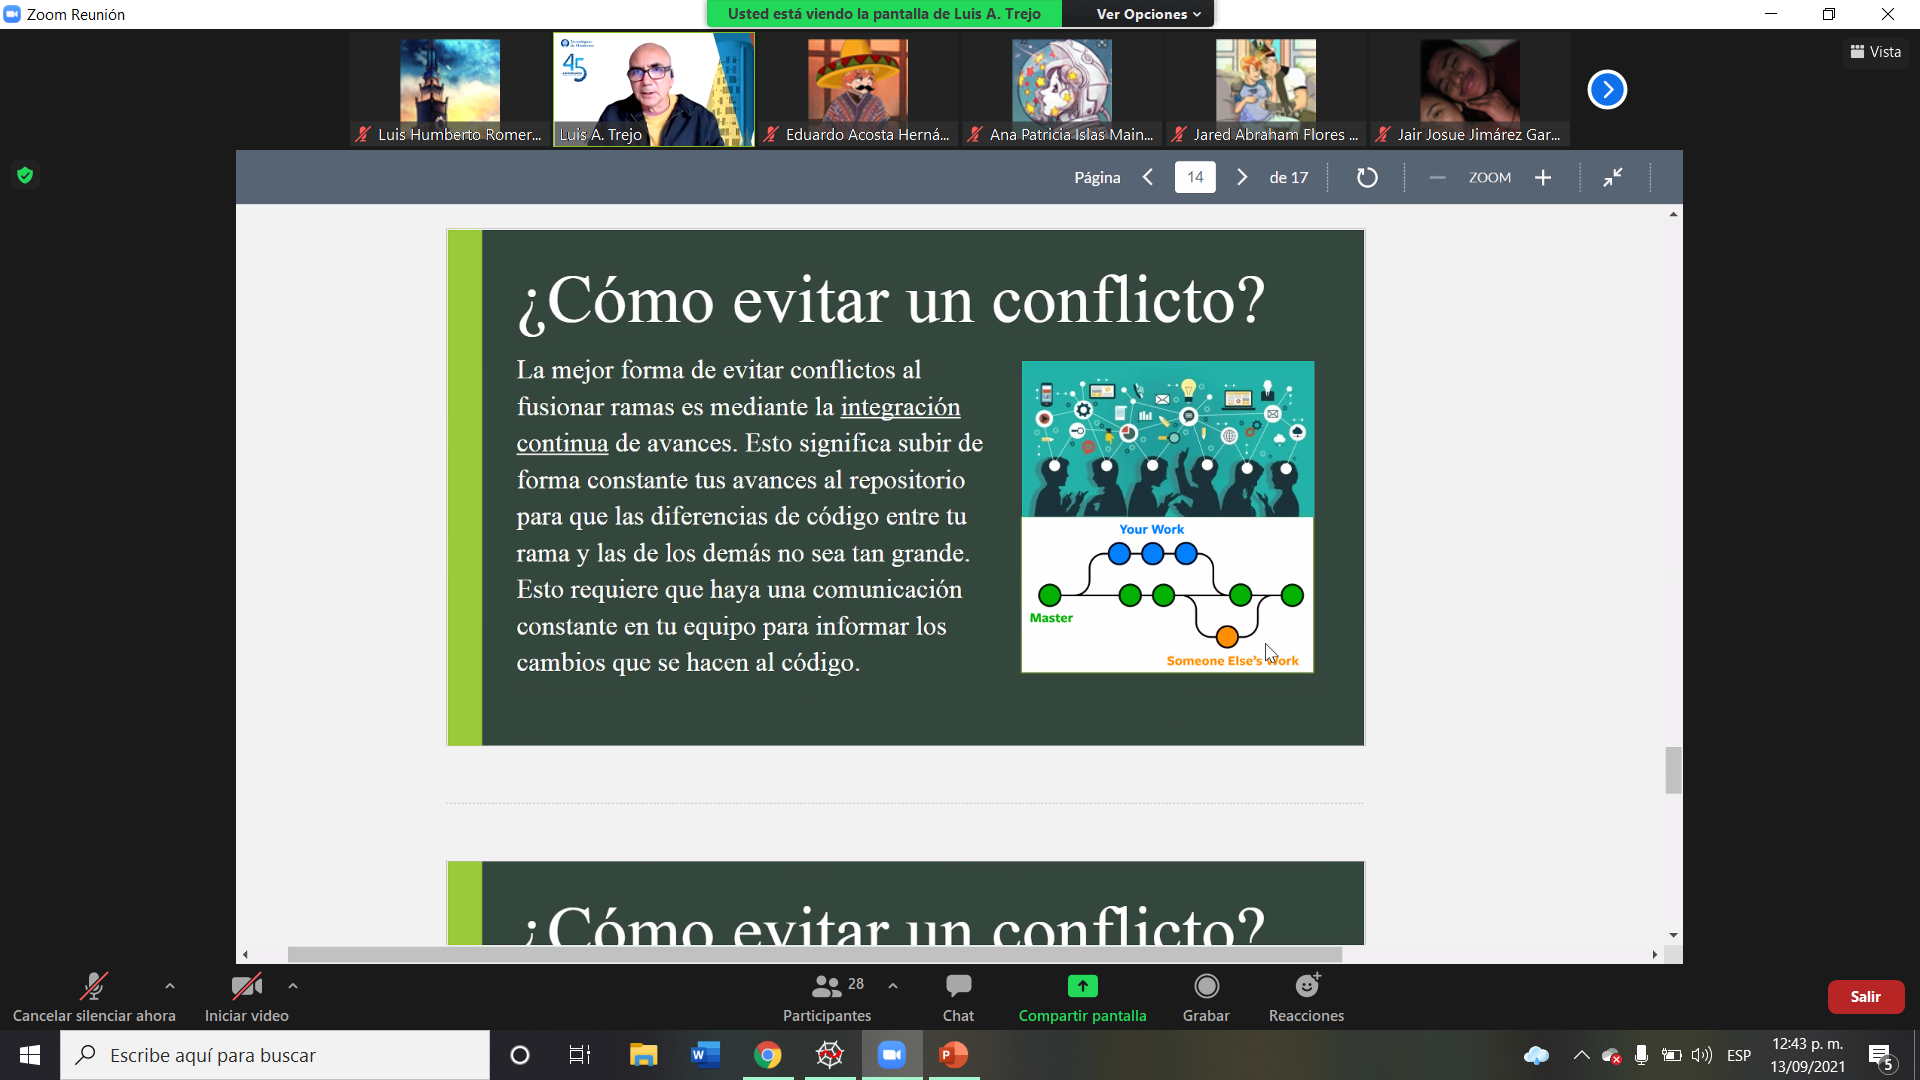 Zoom Reunión
Usted está viendo la pantalla de Luis A. Trejo
Ver Opciones
Vista
Tecnológico
de Monterrey
45
Luis Humberto Romer...
Luis A. Trejo
Eduardo Acosta Herná...
Ana Patricia Islas Main...
Jared Abraham Flores ...
Jair Josue Jimárez Gar...
Página 14 de 17
ZOOM
¿Cómo evitar un conflicto?
La mejor forma de evitar conflictos al
fusionar ramas es mediante la integración
continua de avances. Esto significa subir de
forma constante tus avances al repositorio
para que las diferencias de código entre tu
rama y las de los demás no sea tan grande.
Esto requiere que haya una comunicación
constante en tu equipo para informar los
cambios que se hacen al código.
Your Work
Master
Someone Else's Work
¿Cómo evitar un conflicto?
Cancelar silenciar ahora
Iniciar video
28
Participantes
Chat
Compartir pantalla
Grabar
Reacciones
Salir
Escribe aquí para buscar
W
P
ESP
12:43 p. m.
13/09/2021
5